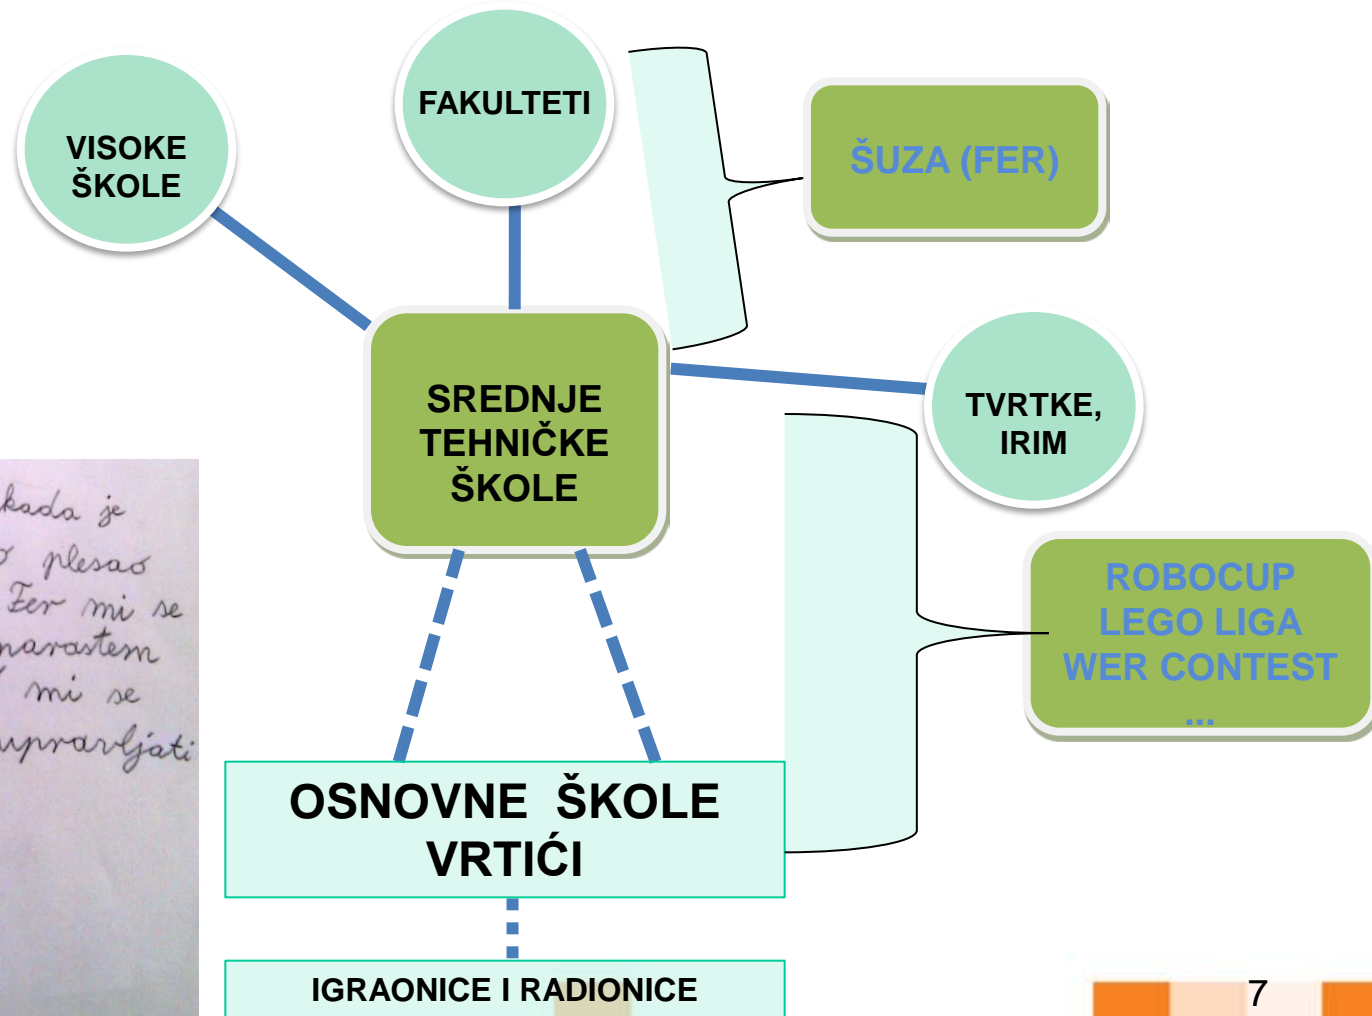 FAKULTETI
VISOKE
ŠKOLE
ŠUZA (FER)
SREDNJE
TEHNIČKE
ŠKOLE
TVRTKE,
IRIM
kada je
plesao
Fer mi se
narastem
mi se
upravljati
ROBOCUP
LEGO LIGA
WER CONTEST
...
OSNOVNE ŠKOLE
VRTIĆI
IGRAONICE I RADIONICE
7